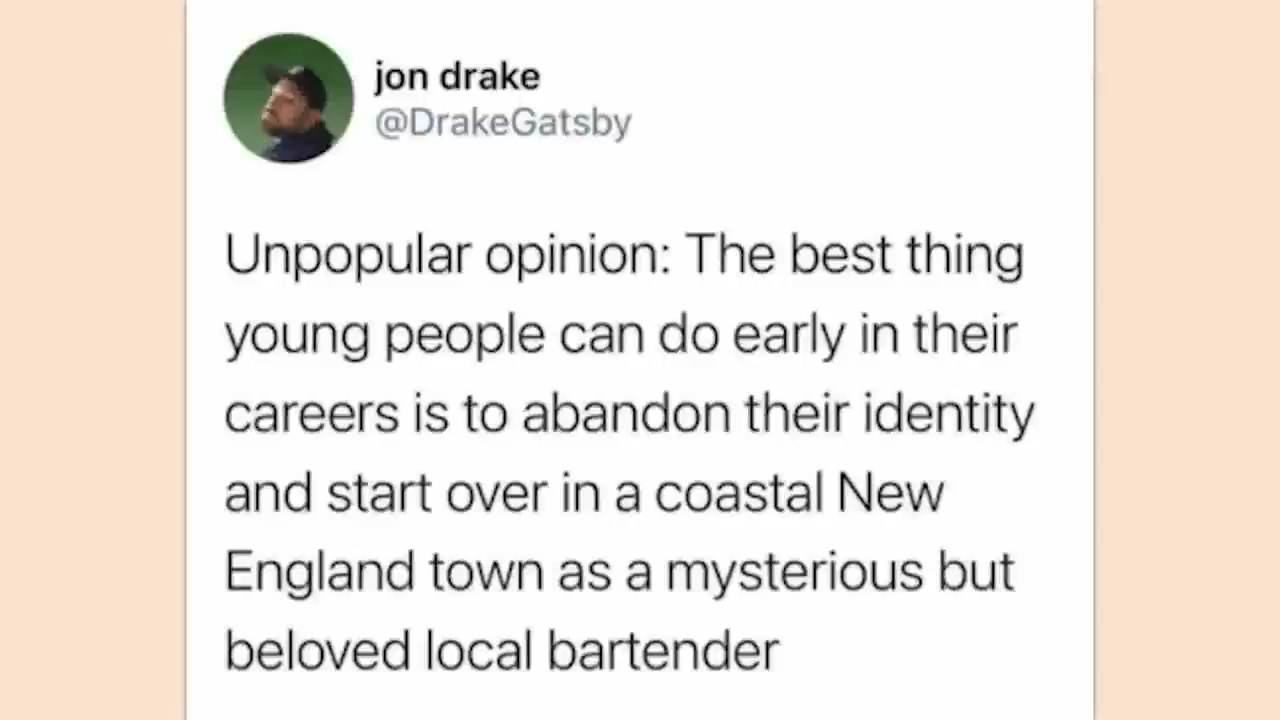 jon drake
@DrakeGatsby
Unpopular opinion: The best thing
young people can do early in their
careers is to abandon their identity
and start over in a coastal New
England town as a mysterious but
beloved local bartender